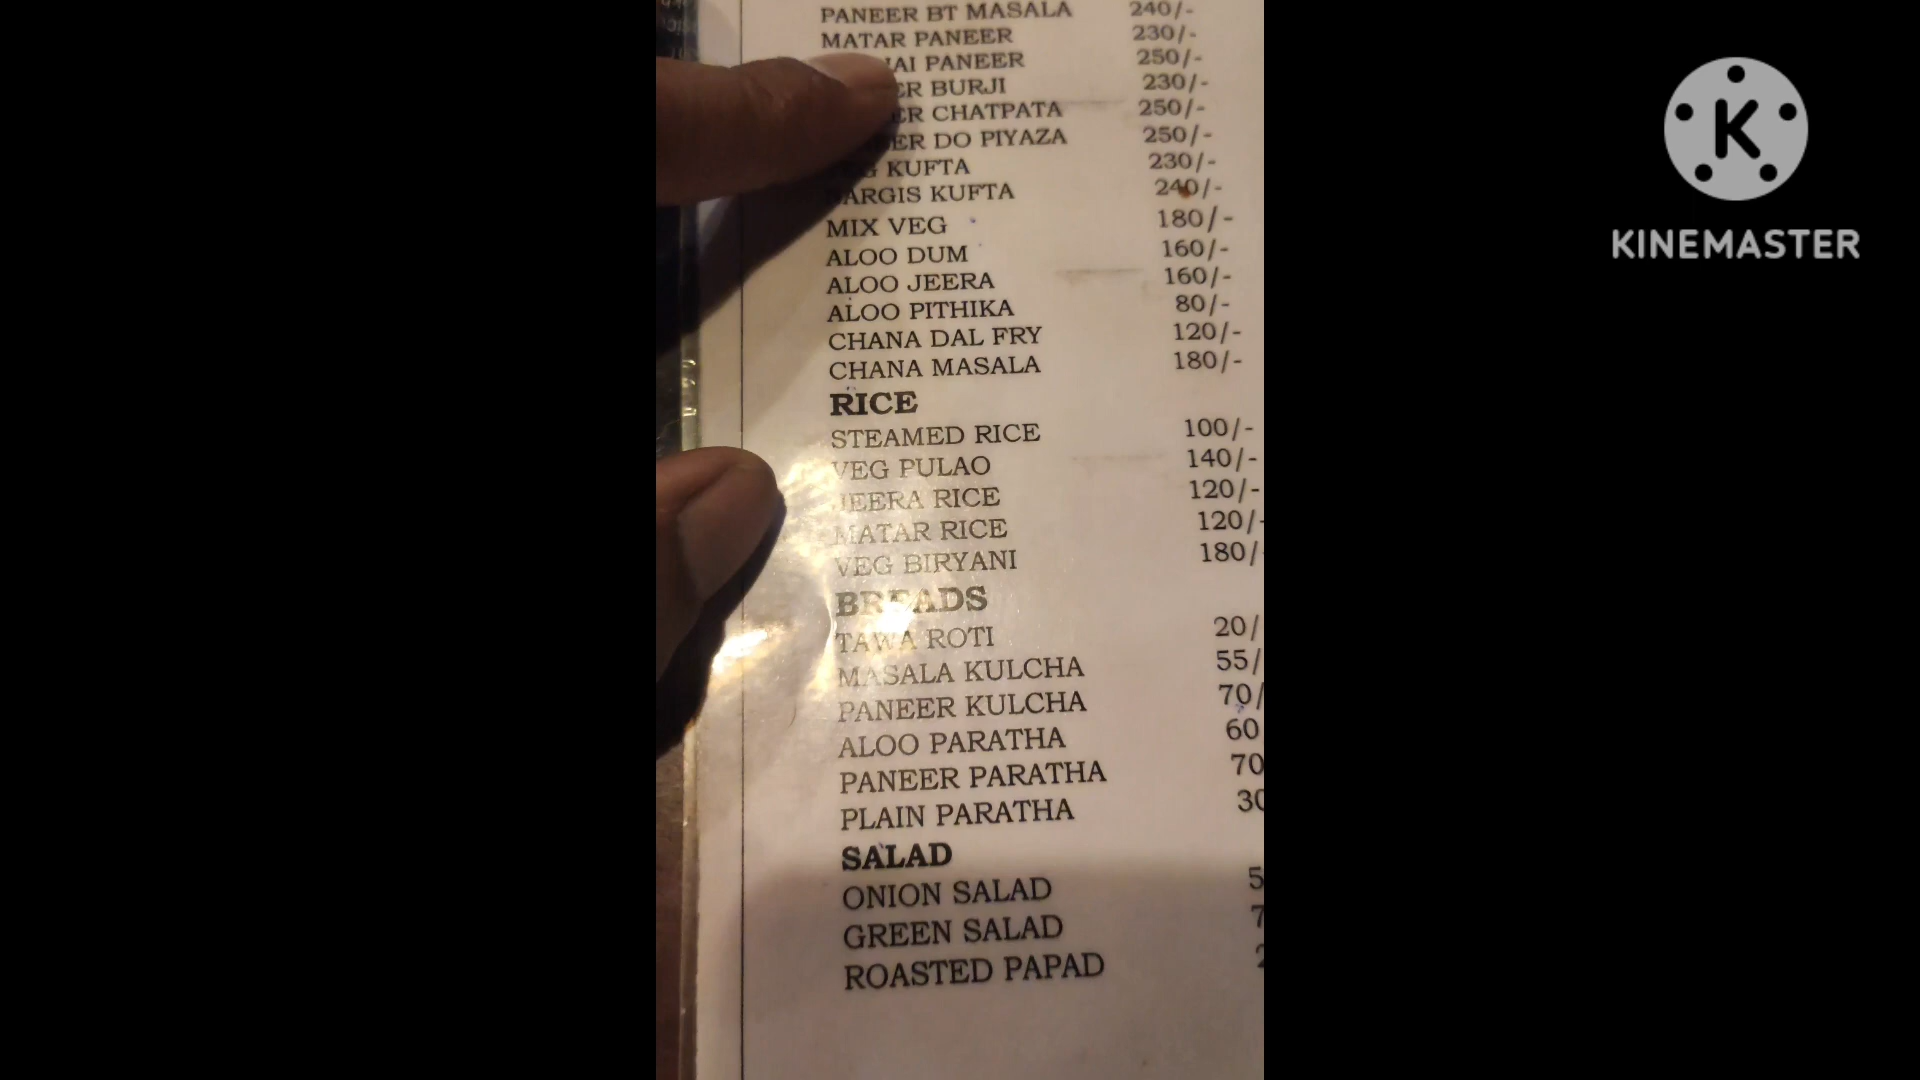 PANEER BT MASALA 240/-
MATAR PANEER 230/-
PANEER 250/-
BURJI 230/-
CHATPATA 250/-
DO PIYAZA 250/-
KUFTA 230/-
KUFTA 240/-
MIX VEG 180/-
ALOO DUM 160/-
ALOO JEERA 160/-
ALOO PITHIKA 80/-
CHANA DAL FRY 120/-
CHANA MASALA 180/-
RICE
STEAMED RICE 100/-
VEG PULAO 140/-
JEERA RICE 120/-
MATAR RICE 120/-
VEG BIRYANI 180/
BREADS
TAWA ROTI 20/
MASALA KULCHA 55/
PANEER KULCHA 70/
ALOO PARATHA 60
PANEER PARATHA 70
PLAIN PARATHA 30
SALAD
ONION SALAD
GREEN SALAD
ROASTED PAPAD
K
KINEMASTER